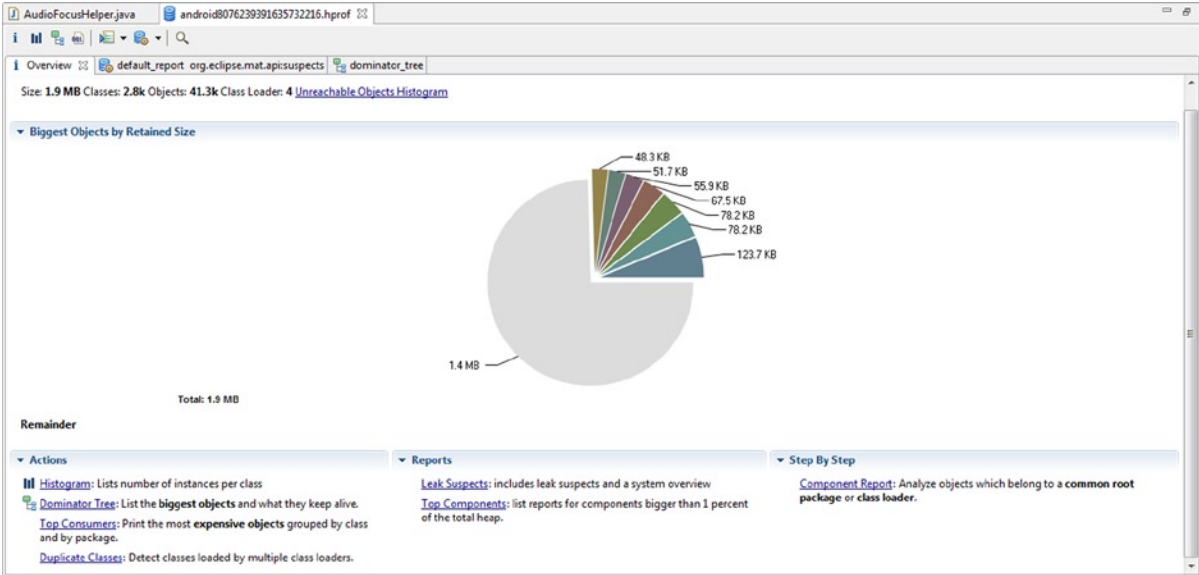 AudioFocusHelper.java
android8076239391635732216.hprof
Overview
default_report org.eclipse.mat.api:suspects
dominator_tree
Size: 1.9 MB Classes: 2.8k Objects: 41.3k Class Loader: 4 Unreachable Objects Histogram
Biggest Objects by Retained Size
48.3 KB
51.7 KB
55.9 KB
67.5 KB
78.2 KB
78.2 KB
123.7 KB
1.4 MB
Total: 1.9 MB
Remainder
Actions
Histogram: Lists number of instances per class
Dominator Tree: List the biggest objects and what they keep alive.
Top Consumers: Print the most expensive objects grouped by class
and by package.
Duplicate Classes: Detect classes loaded by multiple class loaders.
Reports
Leak Suspects: includes leak suspects and a system overview
Top Components: list reports for components bigger than 1 percent
of the total heap.
Step By Step
Component Report: Analyze objects which belong to a common root
package or class loader.